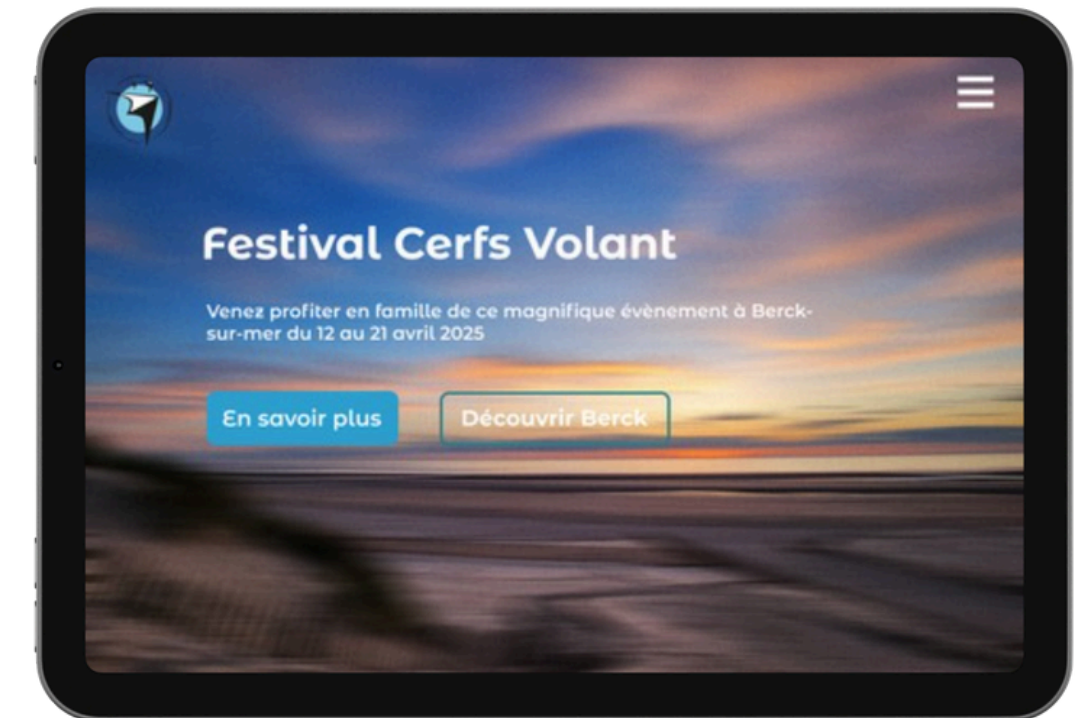 Festival Cerfs Volant
Venez profiter en famille de ce magnifique évènement à Berck-
sur-mer du 12 au 21 avril 2025
En savoir plus
Découvrir Berck